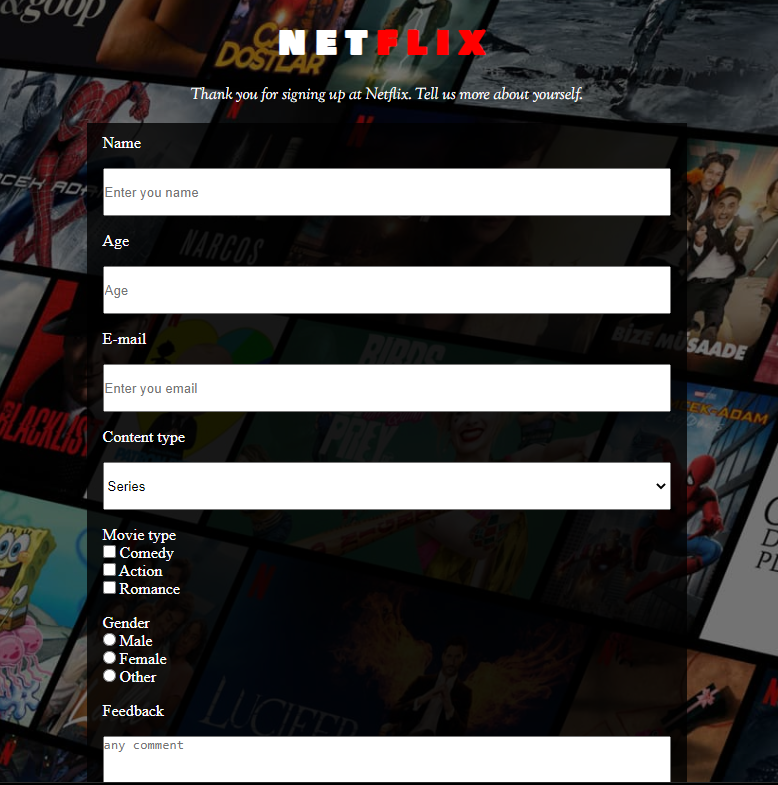 &goop
ÇOK
DOSTLAR
NETFLIX
Thank you for signing up at Netflix. Tell us more about yourself.
Name
Enter you name
NARCOS
Age
Age
E-mail
BİZE MÜSAADE
BIRDS
PREY
Enter you email
BLACKLIST
Content type
Series
Movie type
Comedy
Action
Romance
Gender
Male
Female
Other
LUCIFER
Feedback
any comment